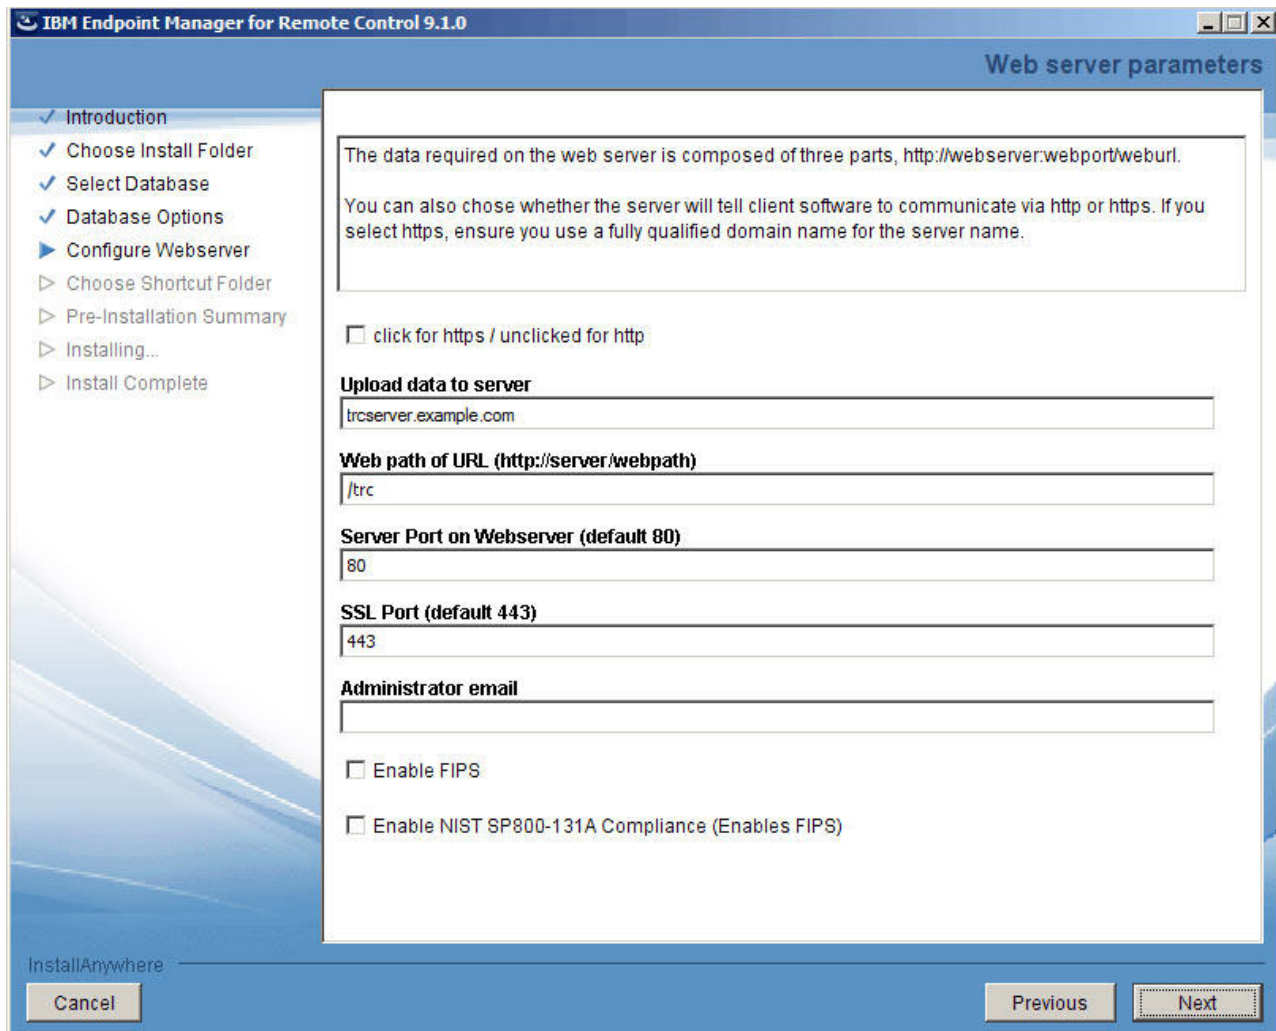 IBM Endpoint Manager for Remote Control 9.1.0
Web server parameters
Introduction
Choose Install Folder
Select Database
Database Options
Configure Webserver
Choose Shortcut Folder
Pre-Installation Summary
Installing...
Install Complete
The data required on the web server is composed of three parts, http://webserver:webport/weburl.
You can also chose whether the server will tell client software to communicate via http or https. If you
select https, ensure you use a fully qualified domain name for the server name.
click for https / unclicked for http
Upload data to server
trcserver.example.com
Web path of URL (http://server/webpath)
/trc
Server Port on Webserver (default 80)
80
SSL Port (default 443)
443
Administrator email
Enable FIPS
Enable NIST SP800-131A Compliance (Enables FIPS)
InstallAnywhere
Cancel
Previous
Next